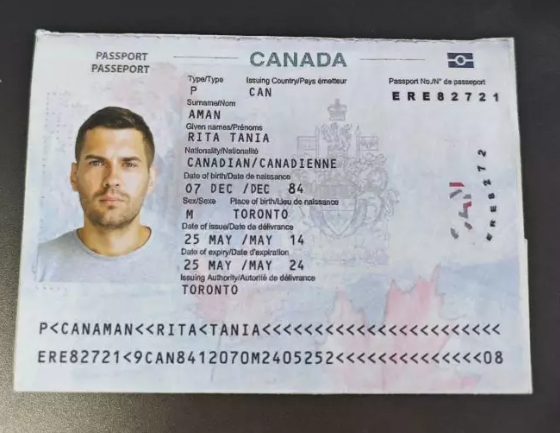 PASSPORT
PASSEPORT
CANADA
Type/Type Issuing Country/Pays émetteur Passport No./N° de passeport
P CAN ERE82721
Surname/Nom
AMAN
Given names/Prénoms
RITA TANIA
Nationality/Nationalité
CANADIAN/CANADIENNE
Date of birth/Date de naissance
07 DEC /DEC 84
Sex/Sexe Place of birth/Lieu de naissance
M TORONTO
Date of issue/Date de délivrance
25 MAY /MAY 14
Date of expiry/Date d'expiration
25 MAY /MAY 24
Issuing Authority/Autorité de délivrance
TORONTO
CAN
ERE8272
P<CANAMAN<<RITA<TANIA<<<<<<<<<<<<<<<<<<<<<<<
ERE82721<9CAN8412070M2405252<<<<<<<<<<<<<<08